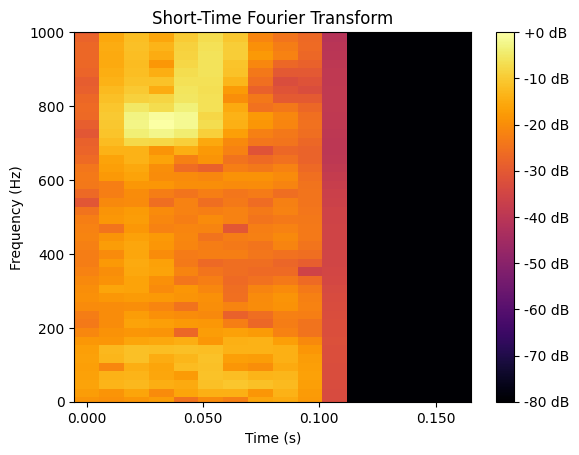 Short-Time Fourier Transform
1000
800
600
400
200
0
Frequency (Hz)
0.000
0.050
0.100
0.150
Time (s)
+0 dB
-10 dB
-20 dB
-30 dB
-40 dB
-50 dB
-60 dB
-70 dB
-80 dB